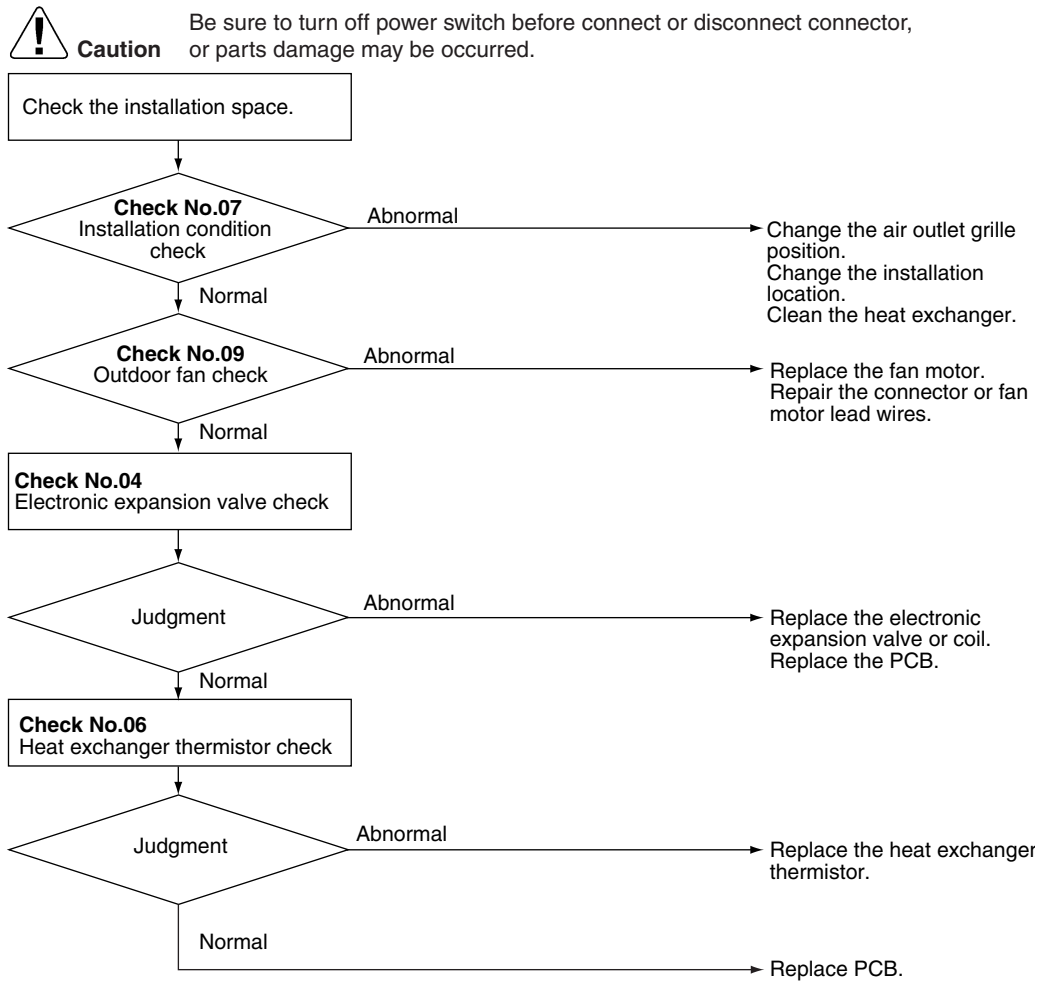 Be sure to turn off power switch before connect or disconnect connector,
Caution or parts damage may be occurred.
Check the installation space.
Check No.07
Installation condition
check
Abnormal
Change the air outlet grille
position.
Change the installation
location.
Clean the heat exchanger.
Normal
Check No.09
Outdoor fan check
Abnormal
Replace the fan motor.
Repair the connector or fan
motor lead wires.
Normal
Check No.04
Electronic expansion valve check
Judgment
Abnormal
Replace the electronic
expansion valve or coil.
Replace the PCB.
Normal
Check No.06
Heat exchanger thermistor check
Judgment
Abnormal
Replace the heat exchanger
thermistor.
Normal
Replace PCB.